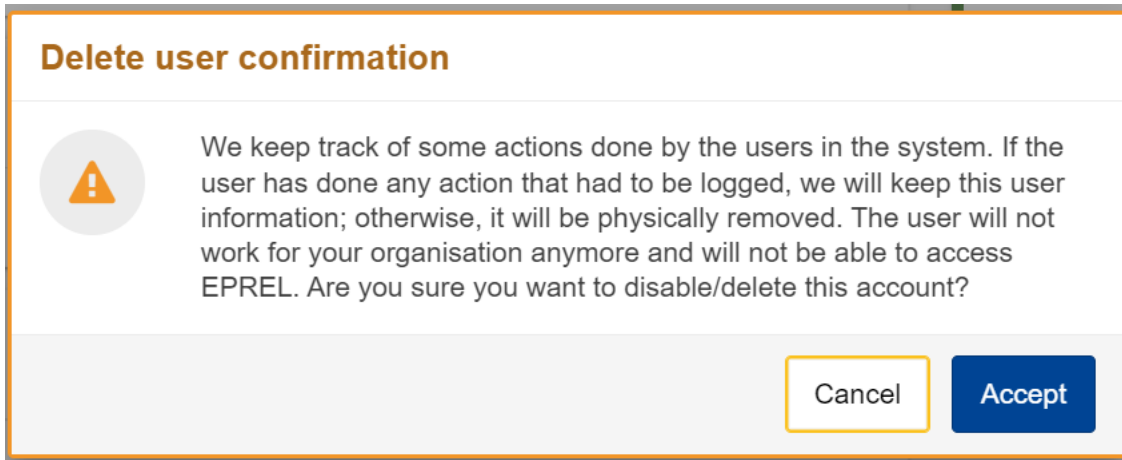 Delete user confirmation
We keep track of some actions done by the users in the system. If the
user has done any action that had to be logged, we will keep this user
information; otherwise, it will be physically removed. The user will not
work for your organisation anymore and will not be able to access
EPREL. Are you sure you want to disable/delete this account?
Cancel
Accept